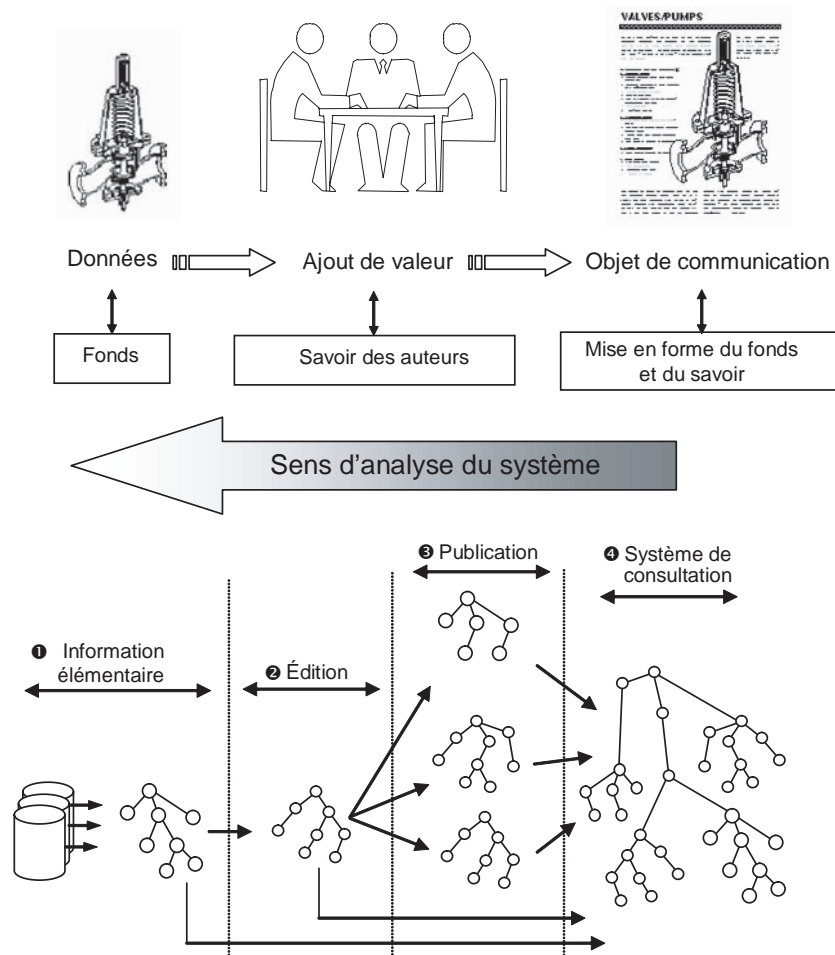 VALVES/PUMPS
Données
Ajout de valeur
Objet de communication
Fonds
Savoir des auteurs
Mise en forme du fonds
et du savoir
Sens d'analyse du système
❸ Publication
❹ Système de
consultation
❶ Information
élémentaire
❷ Édition